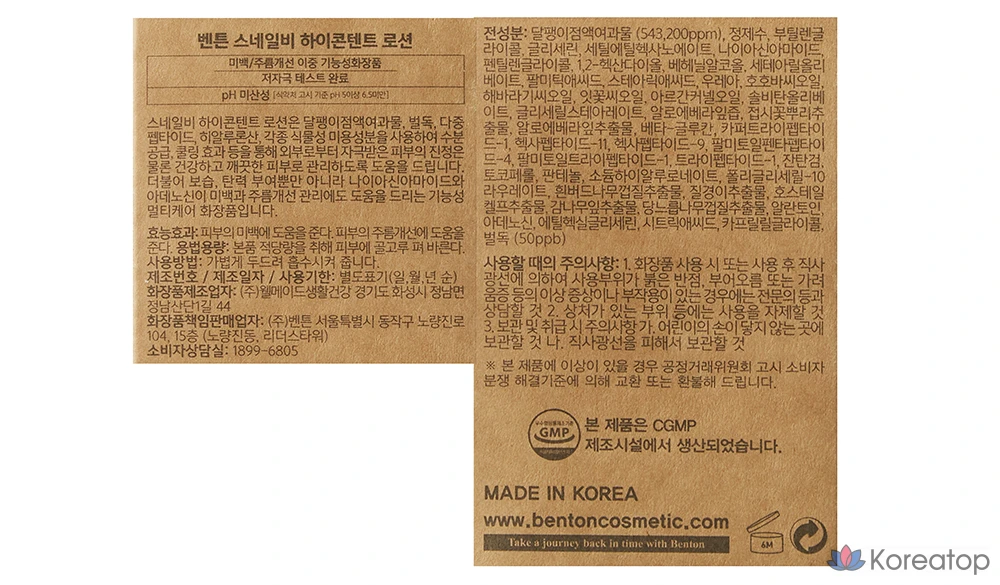 벤튼 스네일비 하이콘텐트 로션
미백/주름개선 이중 기능성화장품
저자극 테스트 완료
pH 미산성 [식약처 고시 기준 pH 5이상 6.5미만]
스네일비 하이콘텐트 로션은 달팽이점액여과물, 벌독, 다중
펩타이드, 히알루론산, 각종 식물성 미용성분을 사용하여 수분
공급, 쿨링 효과 등을 통해 외부로부터 자극받은 피부의 진정은
물론 건강하고 깨끗한 피부로 관리하도록 도움을 드립니다.
더불어 보습, 탄력 부여뿐만 아니라 나이아신아마이드와
아데노신이 미백과 주름개선 관리에도 도움을 드리는 기능성
멀티케어 화장품입니다.
효능효과: 피부의 미백에 도움을 준다. 피부의 주름개선에 도움을
준다. 용법용량: 본품 적당량을 취해 피부에 골고루 펴 바른다.
사용방법: 가볍게 두드려 흡수시켜 줍니다.
제조번호 / 제조일자 / 사용기한: 별도표기(일,월,년 순)
화장품제조업자: (주)웰메이드생활건강 경기도 화성시 정남면
정남산단1길 44
화장품책임판매업자: (주)벤튼 서울특별시 동작구 노량진로
104, 15층 (노량진동, 리더스타워)
소비자상담실: 1899-6805
전성분: 달팽이점액여과물 (543,200ppm), 정제수, 부틸렌글
라이콜, 글리세린, 세틸에틸헥사노에이트, 나이아신아마이드,
펜틸렌글라이콜, 1,2-헥산다이올, 베헤닐알코올, 세테아릴올리
베이트, 팔미틱애씨드, 스테아릭애씨드, 우레아, 호호바씨오일,
해바라기씨오일, 잇꽃씨오일, 아르간커넬오일, 솔비탄올리베
이트, 글리세릴스테아레이트, 알로에베라잎즙, 접시꽃뿌리추
출물, 알로에베라잎추출물, 베타-글루칸, 카퍼트라이펩타이
드-1, 헥사펩타이드-11, 헥사펩타이드-9, 팔미토일펜타펩타이
드-4, 팔미토일트라이펩타이드-1, 트라이펩타이드-1, 잔탄검,
토코페롤, 판테놀, 소듐하이알루로네이트, 폴리글리세릴-10
라우레이트, 흰버드나무껍질추출물, 질경이추출물, 호스테일
켈프추출물, 감나무잎추출물, 당느릅나무껍질추출물, 알란토인,
아데노신, 에틸헥실글리세린, 시트릭애씨드, 카프릴릴글라이콜,
벌독 (50ppb)
사용할 때의 주의사항: 1. 화장품 사용 시 또는 사용 후 직사
광선에 의하여 사용부위가 붉은 반점, 부어오름 또는 가려
움증 등의 이상 증상이나 부작용이 있는 경우에는 전문의 등과
상담할 것 2. 상처가 있는 부위 등에는 사용을 자제할 것
3. 보관 및 취급 시 주의사항 가. 어린이의 손이 닿지 않는 곳에
보관할 것 나. 직사광선을 피해서 보관할 것
※ 본 제품에 이상이 있을 경우 공정거래위원회 고시 소비자
분쟁 해결기준에 의해 교환 또는 환불해 드립니다.
GMP
본 제품은 CGMP
제조시설에서 생산되었습니다.
MADE IN KOREA
www.bentoncosmetic.com
Take a journey back in time with Benton
6M
Koreatop